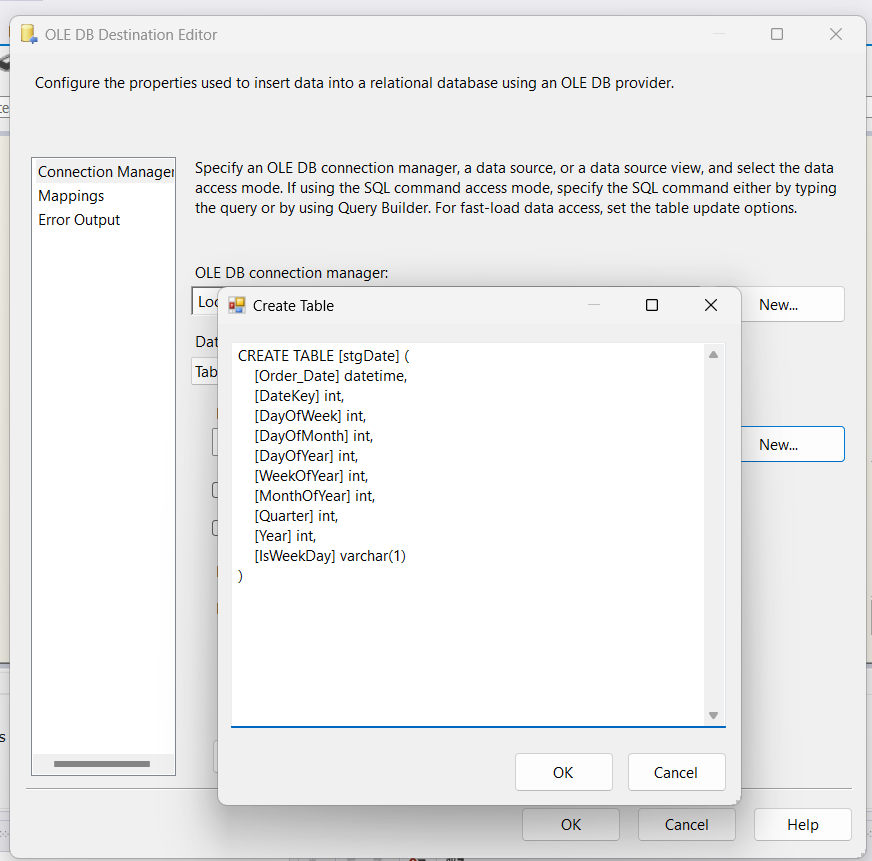 OLE DB Destination Editor
Configure the properties used to insert data into a relational database using an OLE DB provider.
Connection Manager
Mappings
Error Output
Specify an OLE DB connection manager, a data source, or a data source view, and select the data
access mode. If using the SQL command access mode, specify the SQL command either by typing
the query or by using Query Builder. For fast-load data access, set the table update options.
OLE DB connection manager:
New...
New...
Create Table
CREATE TABLE [stgDate] (
[Order_Date] datetime,
[DateKey] int,
[DayOfWeek] int,
[DayOfMonth] int,
[DayOfYear] int,
[WeekOfYear] int,
[MonthOfYear] int,
[Quarter] int,
[Year] int,
[IsWeekDay] varchar(1)
)
OK
Cancel
OK
Cancel
Help